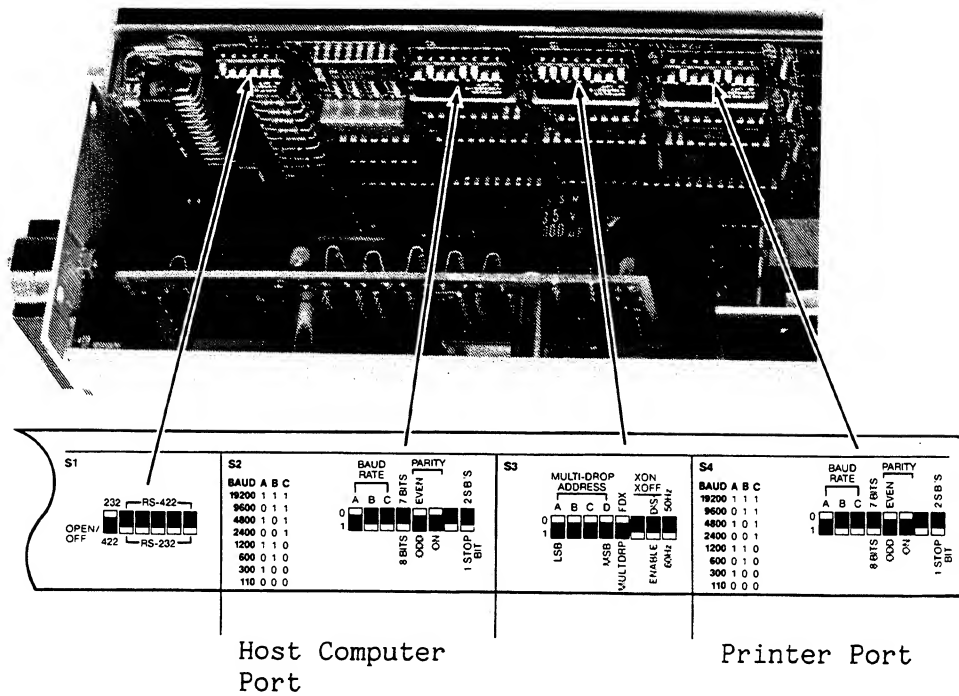 S1
232 RS-422
OPEN/
OFF
422 RS-232
S2
BAUD A B C
19200 1 1 1
9600 0 1 1
4800 1 0 1
2400 0 0 1
1200 1 1 0
600 0 1 0
300 1 0 0
110 0 0 0
BAUD
RATE
PARITY
A B C 7 BITS EVEN 2 SB'S
0
1
8 BITS ODD ON 1 STOP
BIT
S3
MULTI-DROP
ADDRESS
XON
XOFF
A B C D FDX DIS 50Hz
0
1
LSB MSB MULTDRP ENABLE 60Hz
S4
BAUD A B C
19200 1 1 1
9600 0 1 1
4800 1 0 1
2400 0 0 1
1200 1 1 0
600 0 1 0
300 1 0 0
110 0 0 0
BAUD
RATE
PARITY
A B C 7 BITS EVEN 2 SB'S
0
1
8 BITS ODD ON 1 STOP
BIT
Host Computer
Port
Printer Port